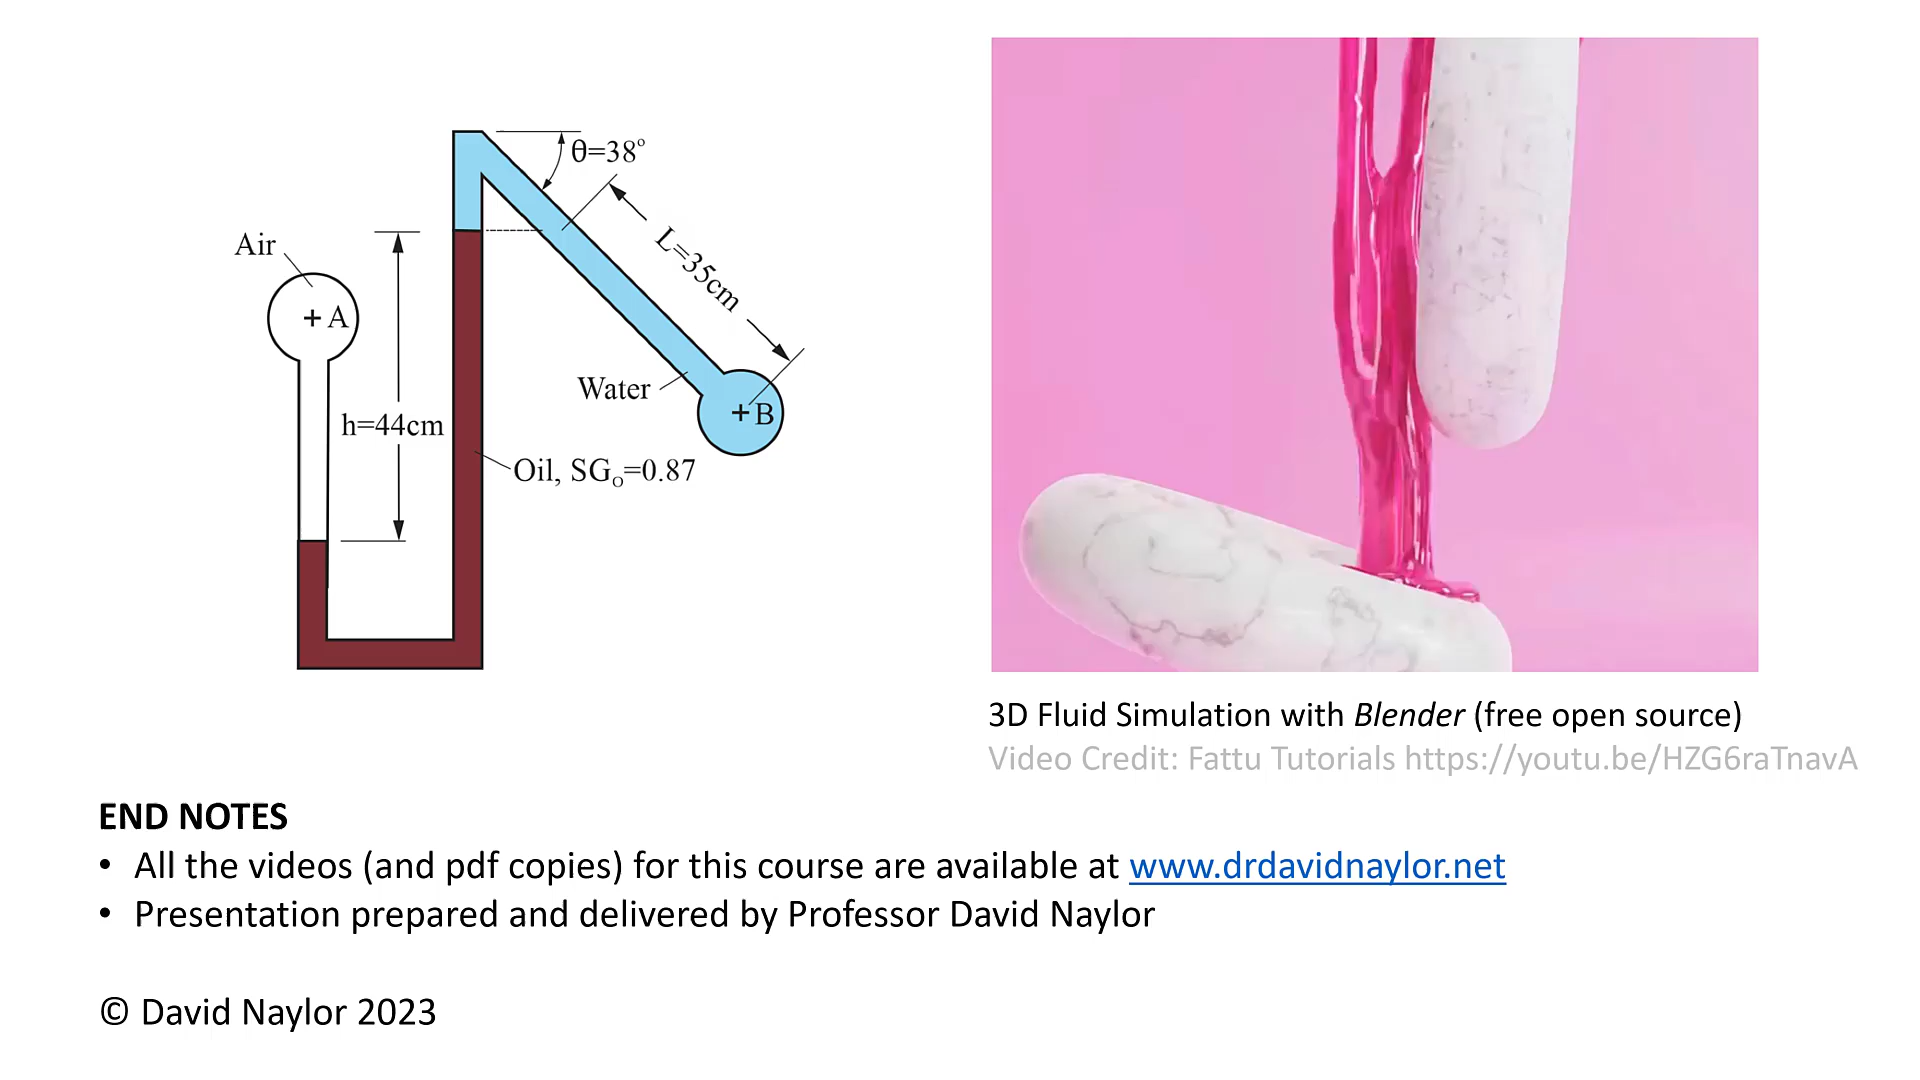 θ=38°
Air
L=35cm
+ A
Water
+ B
h=44cm
Oil, SGₒ=0.87
3D Fluid Simulation with Blender (free open source)
Video Credit: Fattu Tutorials https://youtu.be/HZG6raTnavA
END NOTES
• All the videos (and pdf copies) for this course are available at www.drdavidnaylor.net
• Presentation prepared and delivered by Professor David Naylor
© David Naylor 2023